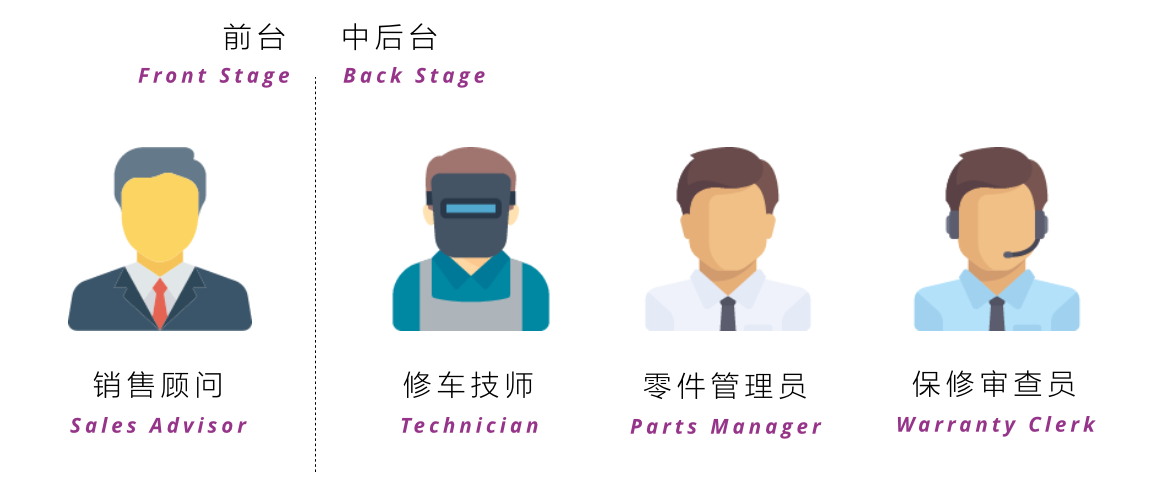 前台
Front Stage
中后台
Back Stage
销售顾问
Sales Advisor
修车技师
Technician
零件管理员
Parts Manager
保修审查员
Warranty Clerk